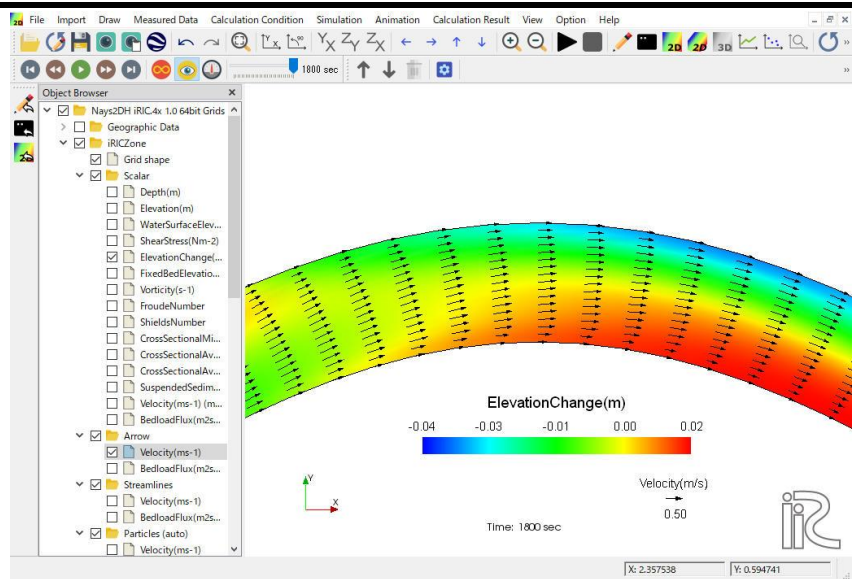 File Import Draw Measured Data Calculation Condition Simulation Animation Calculation Result View Option Help
2D 2D 3D
1800 sec
Object Browser
Nays2DH iRIC.4x 1.0 64bit Grids
Geographic Data
iRICZone
Grid shape
Scalar
Depth(m)
Elevation(m)
WaterSurfaceElev...
ShearStress(Nm-2)
ElevationChange(...
FixedBedElevatio...
Vorticity(s-1)
FroudeNumber
ShieldsNumber
CrossSectionalMi...
CrossSectionalAv...
CrossSectionalAv...
SuspendedSedim...
Velocity(ms-1) (m...
BedloadFlux(m2s...
Arrow
Velocity(ms-1)
BedloadFlux(m2s...
Streamlines
Velocity(ms-1)
BedloadFlux(m2s...
Particles (auto)
Velocity(ms-1)
ElevationChange(m)
-0.04 -0.03 -0.01 0.00 0.02
Velocity(m/s)
0.50
Y
X
Time: 1800 sec
iRIC
X: 2.357538 Y: 0.594741